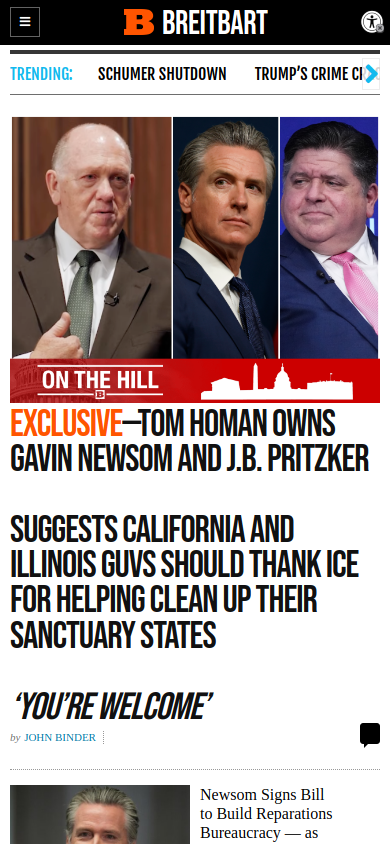 BREITBART
TRENDING: SCHUMER SHUTDOWN TRUMP'S CRIME
ON THE HILL
EXCLUSIVE—TOM HOMAN OWNS
GAVIN NEWSOM AND J.B. PRITZKER
SUGGESTS CALIFORNIA AND
ILLINOIS GUVS SHOULD THANK ICE
FOR HELPING CLEAN UP THEIR
SANCTUARY STATES
‘YOU’RE WELCOME’
by JOHN BINDER
Newsom Signs Bill
to Build Reparations
Bureaucracy — as